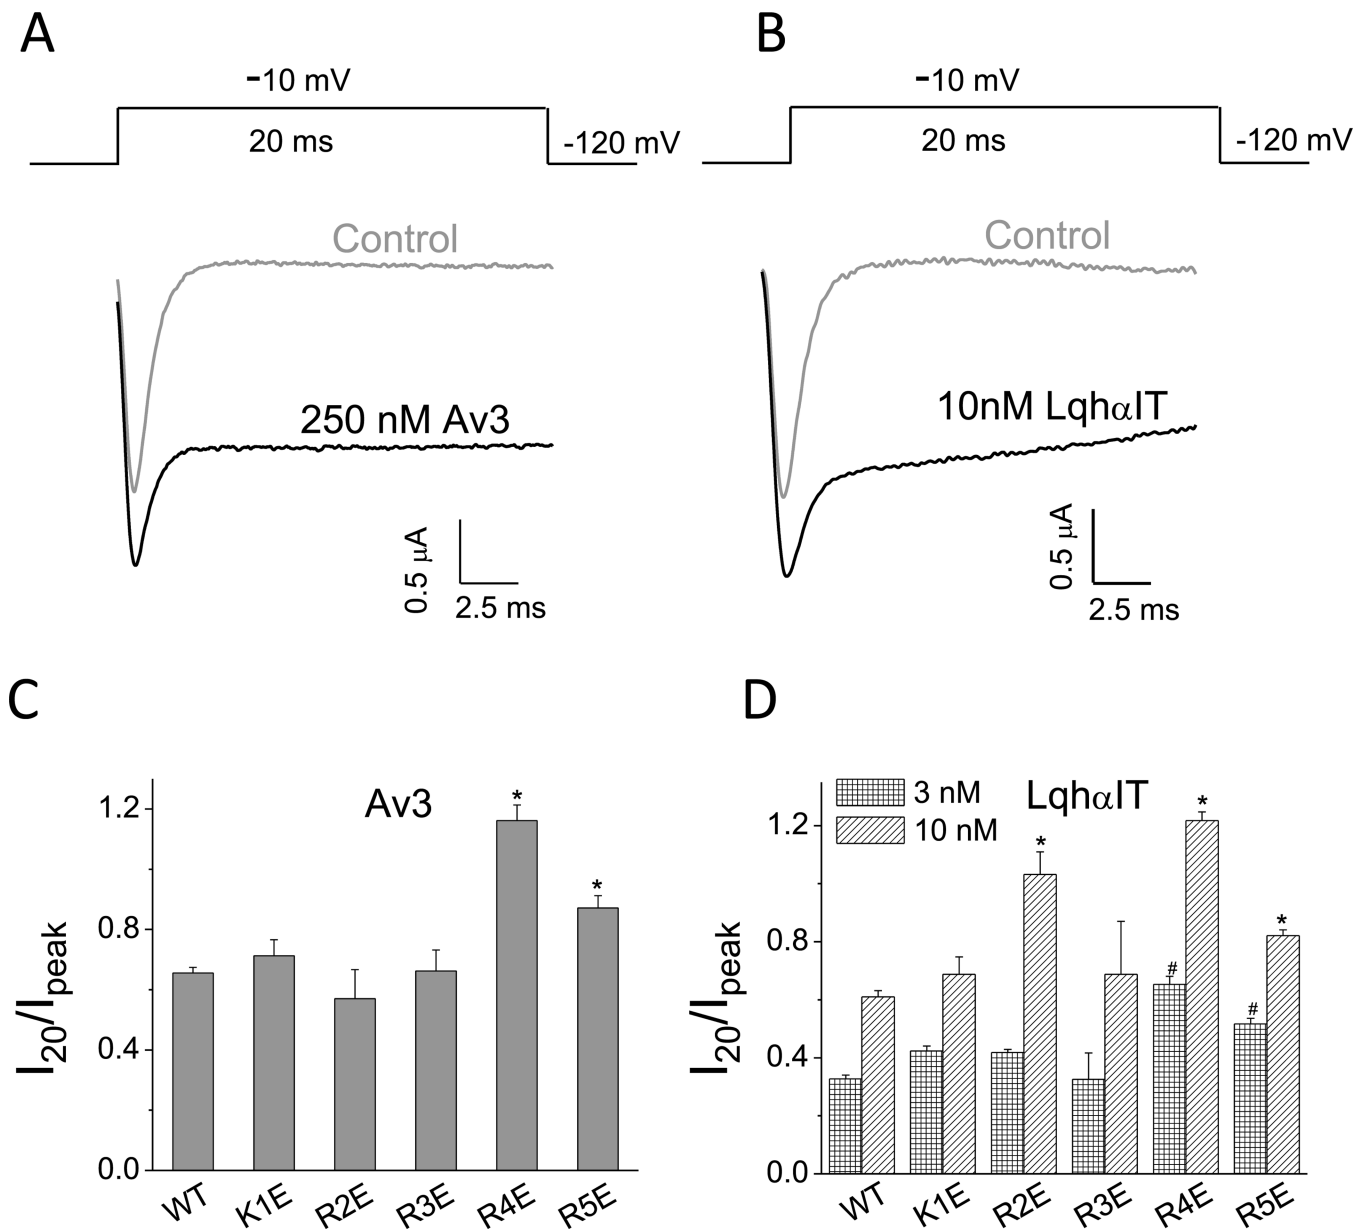 A
-10 mV
20 ms
-120 mV
Control
250 nM Av3
0.5 μA
2.5 ms
B
-10 mV
20 ms
-120 mV
Control
10nM LqhαIT
0.5 μA
2.5 ms
C
Av3
I20/Ipeak
1.2
0.8
0.4
0.0
*
*
WT
K1E
R2E
R3E
R4E
R5E
D
3 nM
10 nM
LqhαIT
I20/Ipeak
1.2
0.8
0.4
0.0
*
#
*
#
*
WT
K1E
R2E
R3E
R4E
R5E